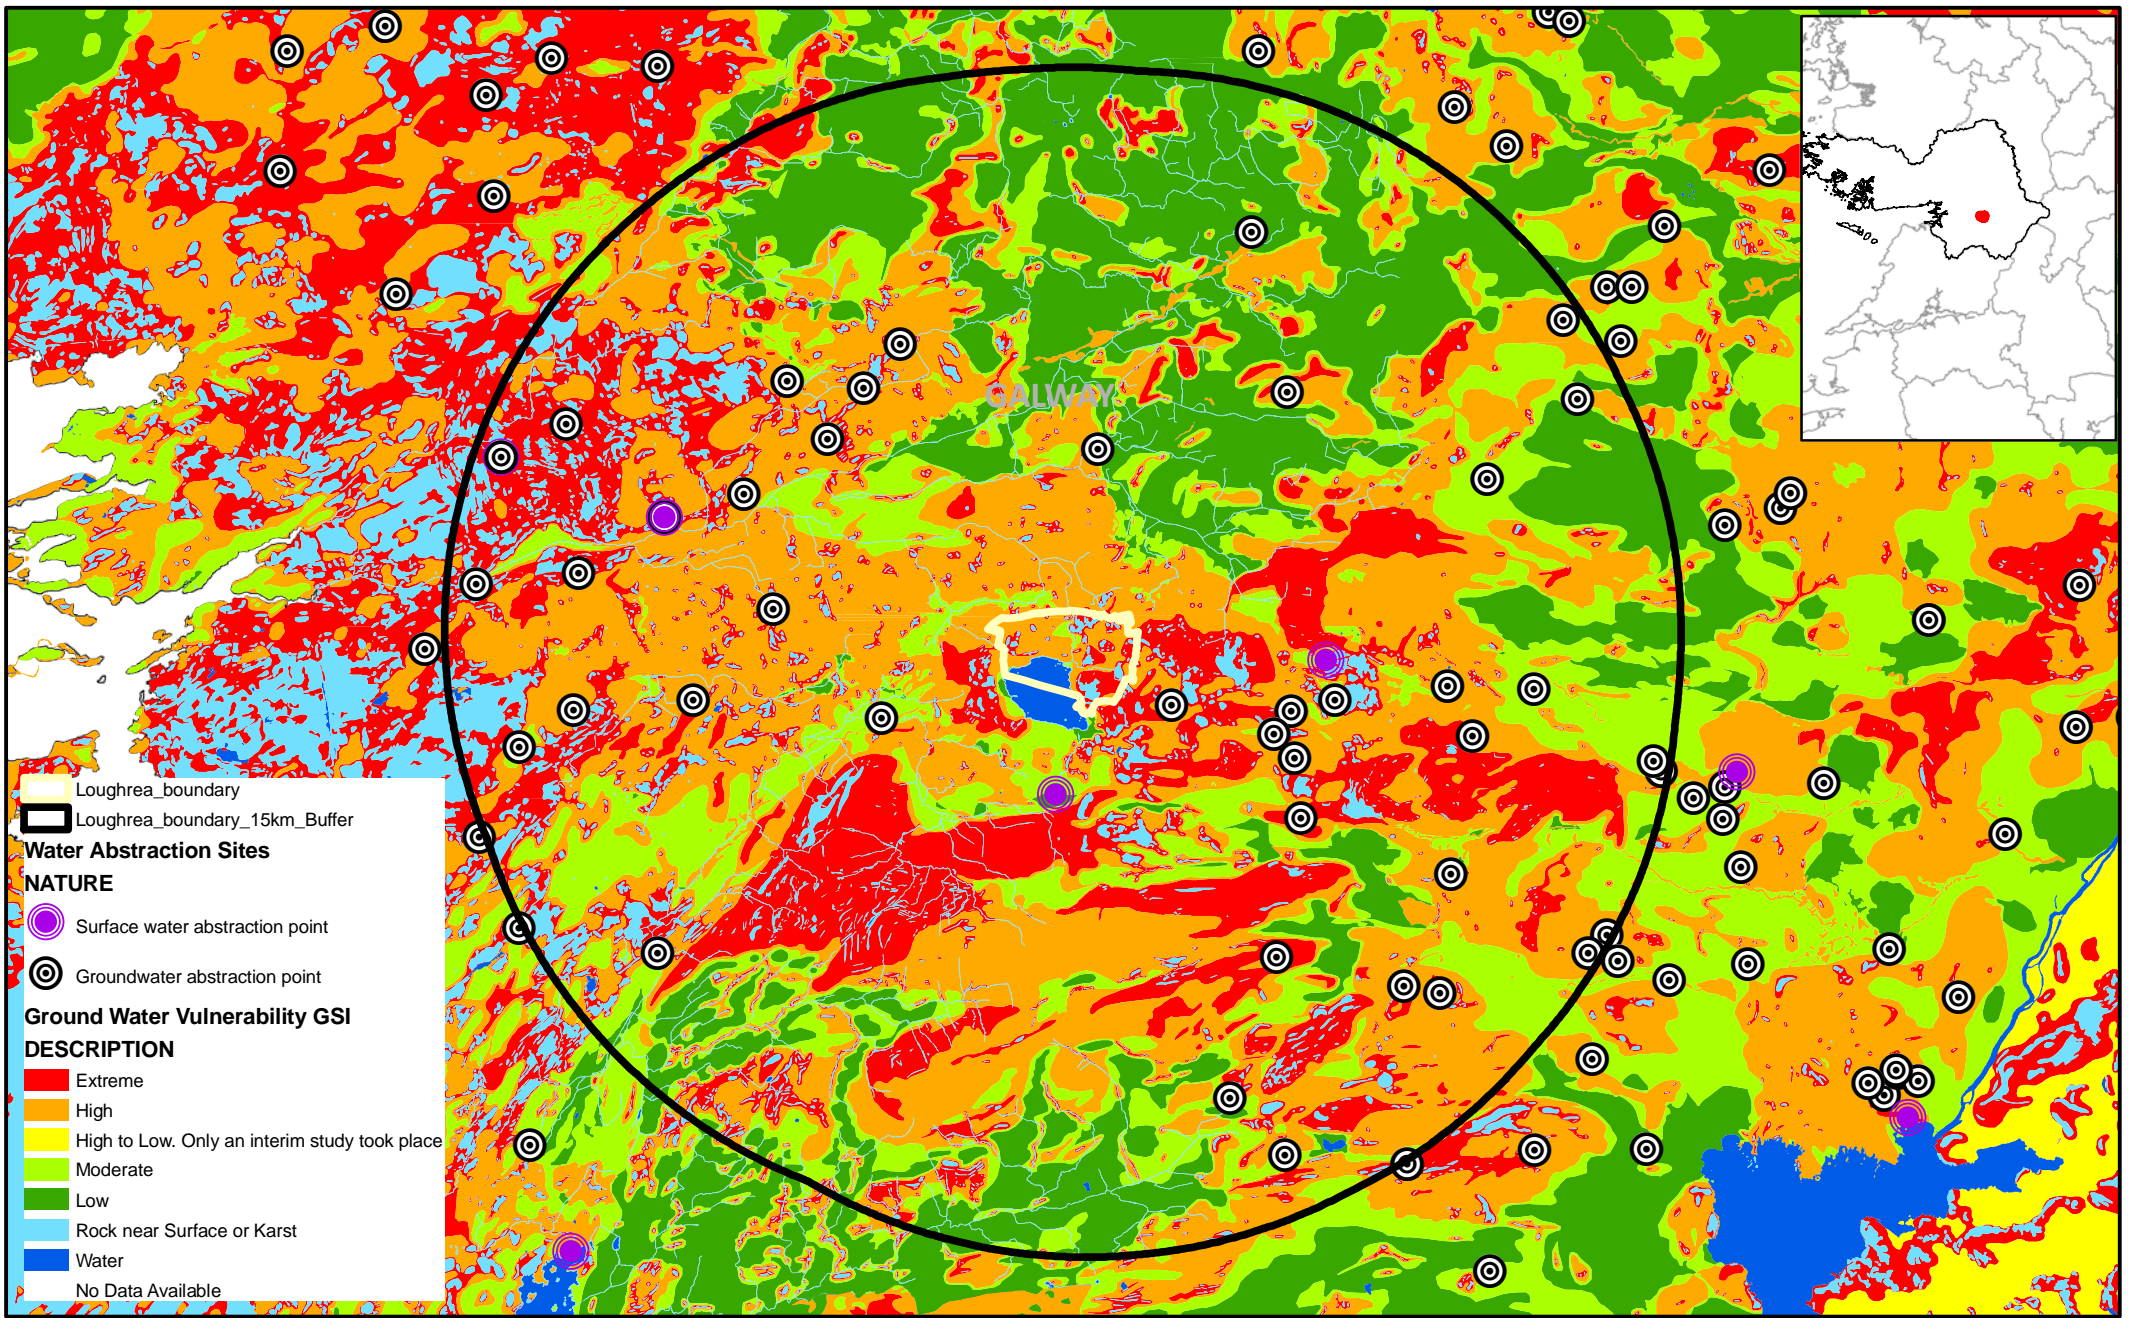 GALWAY
Loughrea_boundary
Loughrea_boundary_15km_Buffer
Water Abstraction Sites
NATURE
Surface water abstraction point
Groundwater abstraction point
Ground Water Vulnerability GSI
DESCRIPTION
Extreme
High
High to Low. Only an interim study took place
Moderate
Low
Rock near Surface or Karst
Water
No Data Available